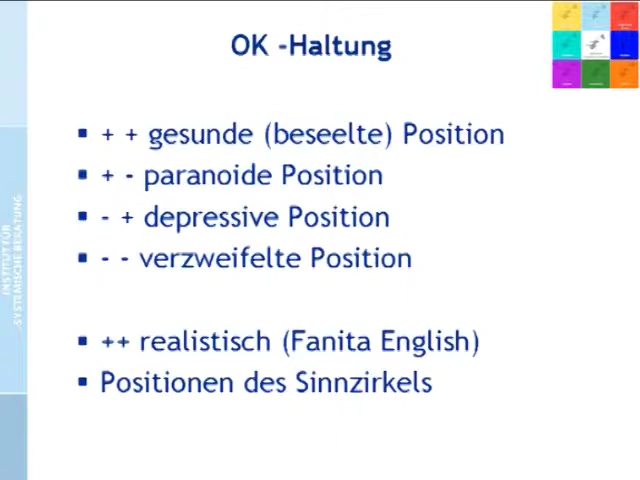 OK -Haltung
▪ + + gesunde (beseelte) Position
▪ + - paranoide Position
▪ - + depressive Position
▪ - - verzweifelte Position
▪ ++ realistisch (Fanita English)
▪ Positionen des Sinnzirkels
INSTITUT FÜR
SYSTEMISCHE BERATUNG